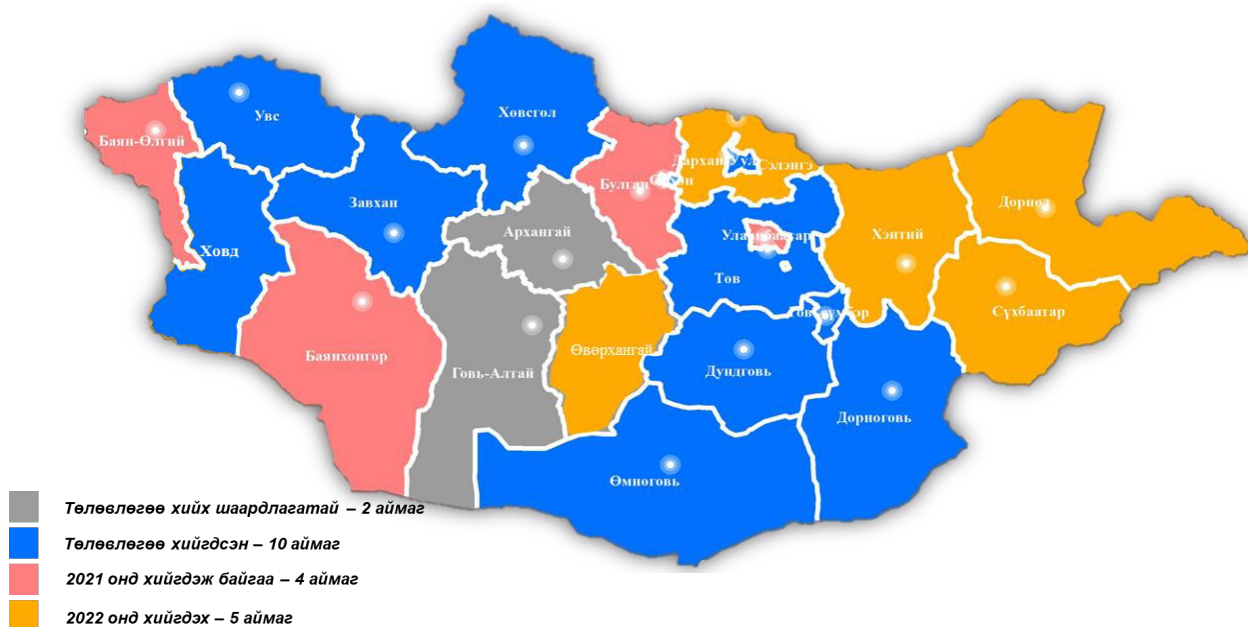 Увс
Хөвсгөл
Баян-Өлгий
Дархан Уул
Сэлэнгэ
Булган
Завхан
Дорнод
Архангай
Улаанбаатар
Хэнтий
Ховд
Төв
Сүхбаатар
Баянхонгор
Өвөрхангай
Говь-Алтай
Дундговь
Дорноговь
Өмноговь
Төлөвлөгөө хийх шаардлагатай – 2 аймаг
Төлөвлөгөө хийгдсэн – 10 аймаг
2021 онд хийгдэж байгаа – 4 аймаг
2022 онд хийгдэх – 5 аймаг